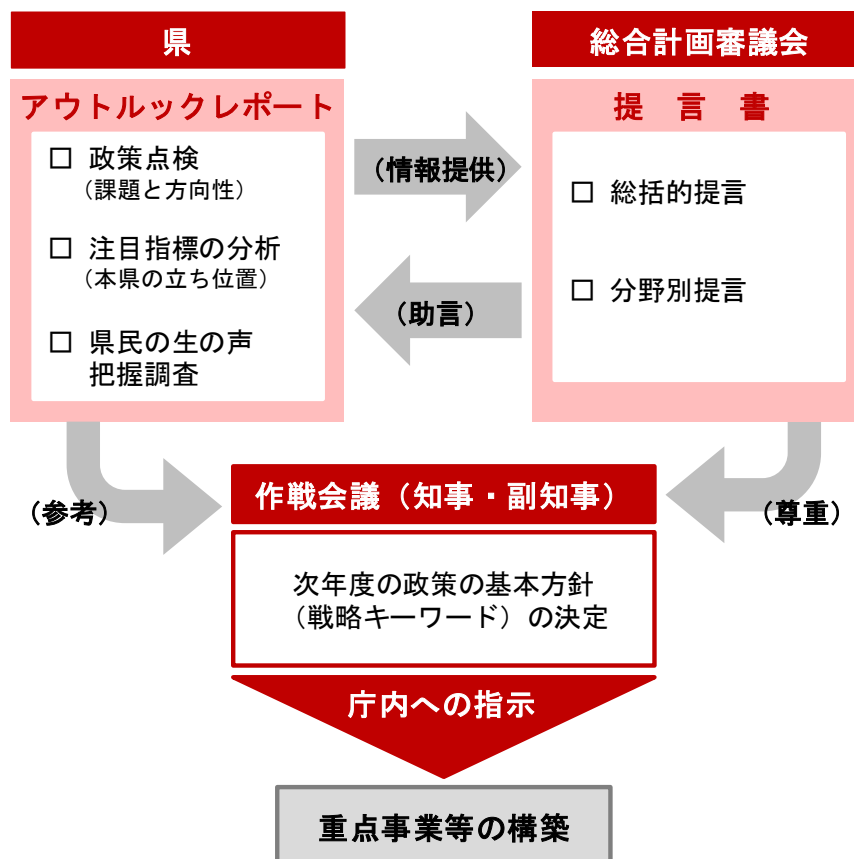 県
アウトルックレポート
□ 政策点検
（課題と方向性）
□ 注目指標の分析
（本県の立ち位置）
□ 県民の生の声
把握調査
（情報提供）
（助言）
総合計画審議会
提言書
□ 総括的提言
□ 分野別提言
（参考）
（尊重）
作戦会議（知事・副知事）
次年度の政策の基本方針
（戦略キーワード）の決定
庁内への指示
重点事業等の構築